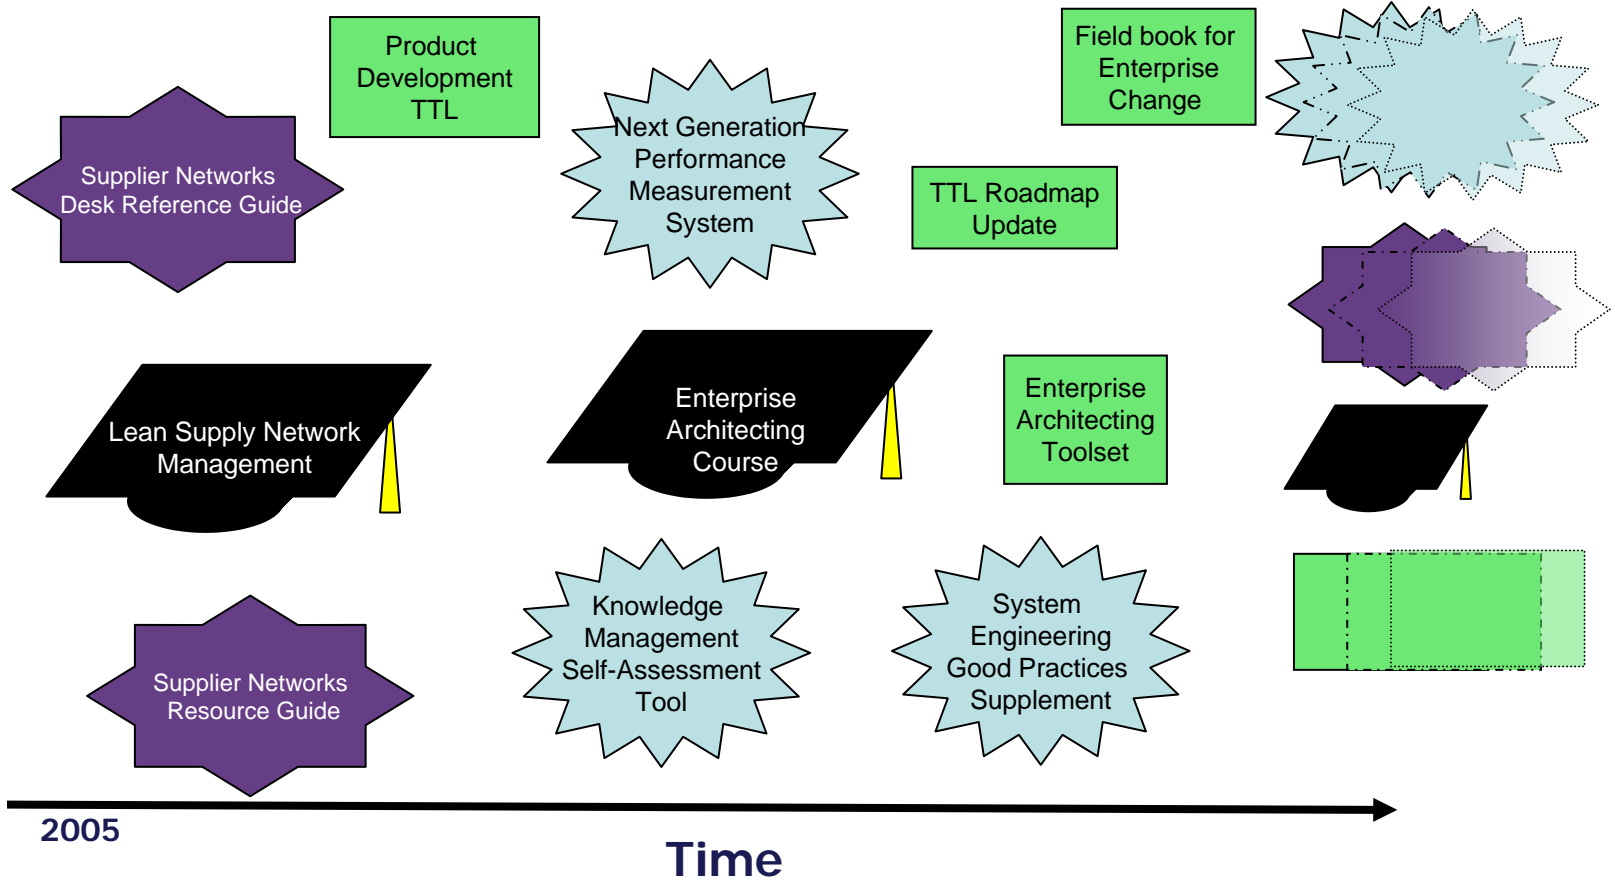 Product
Development
TTL
Field book for
Enterprise
Change
Supplier Networks
Desk Reference Guide
Next Generation
Performance
Measurement
System
TTL Roadmap
Update
Lean Supply Network
Management
Enterprise
Architecting
Course
Enterprise
Architecting
Toolset
Supplier Networks
Resource Guide
Knowledge
Management
Self-Assessment
Tool
System
Engineering
Good Practices
Supplement
2005
Time